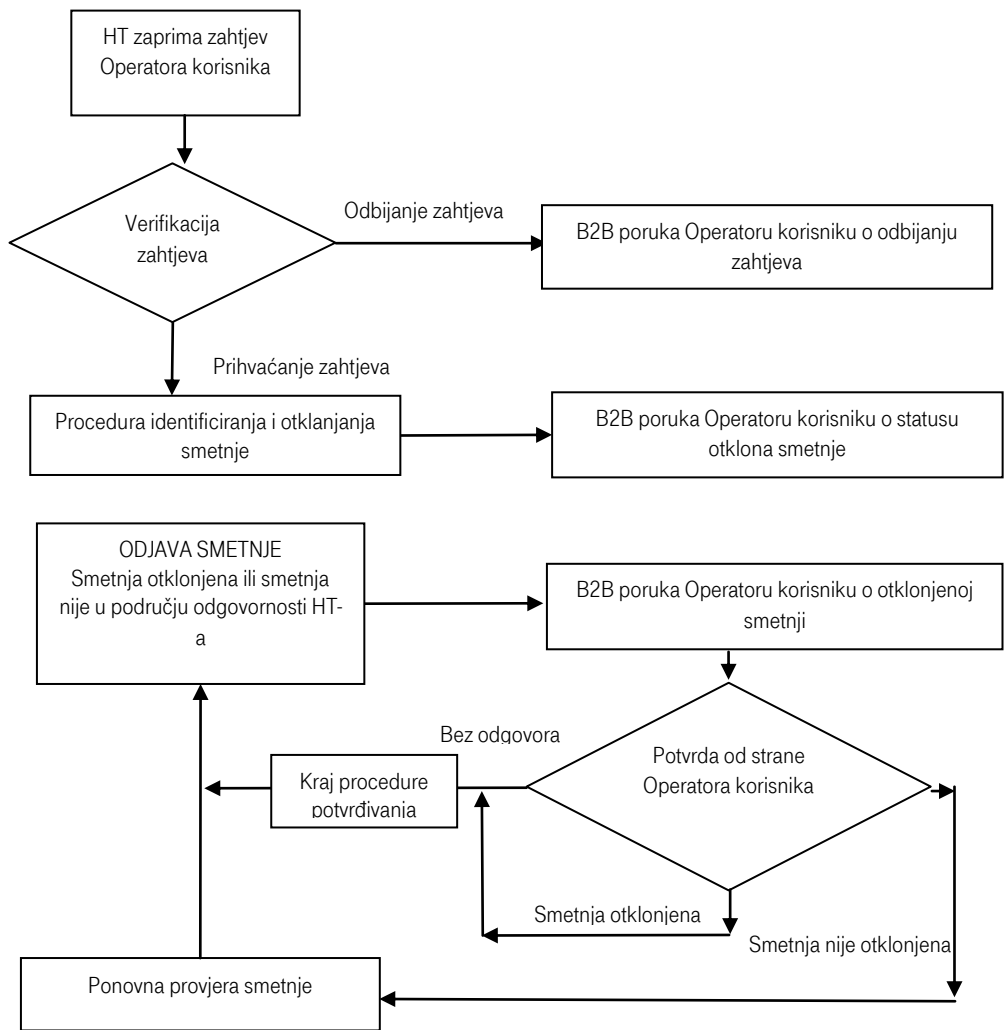 HT zaprima zahtjev
Operatora korisnika
Verifikacija
zahtjeva
Odbijanje zahtjeva
B2B poruka Operatoru korisniku o odbijanju
zahtjeva
Prihvaćanje zahtjeva
Procedura identificiranja i otklanjanja
smetnje
B2B poruka Operatoru korisniku o statusu
otklona smetnje
ODJAVA SMETNJE
Smetnja otklonjena ili smetnja
nije u području odgovornosti HT-
a
B2B poruka Operatoru korisniku o otklonjenoj
smetnji
Bez odgovora
Potvrda od strane
Operatora korisnika
Kraj procedure
potvrđivanja
Smetnja otklonjena
Smetnja nije otklonjena
Ponovna provjera smetnje